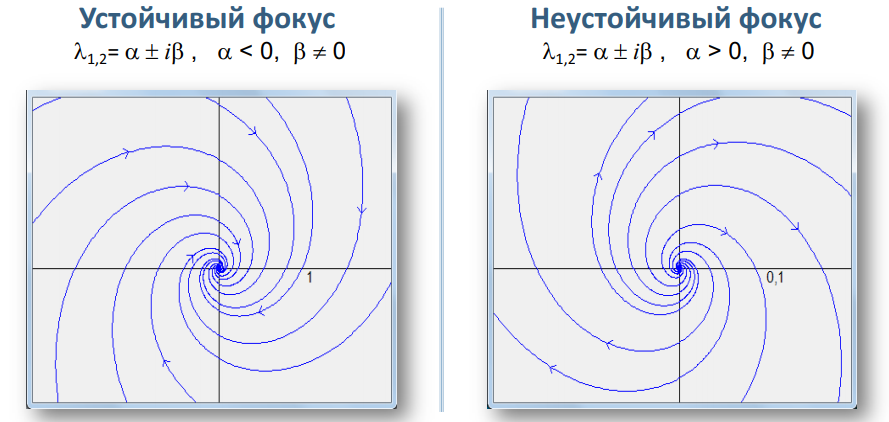 Устойчивый фокус
λ1,2= α ± iβ , α < 0, β ≠ 0
1
Неустойчивый фокус
λ1,2= α ± iβ , α > 0, β ≠ 0
0,1